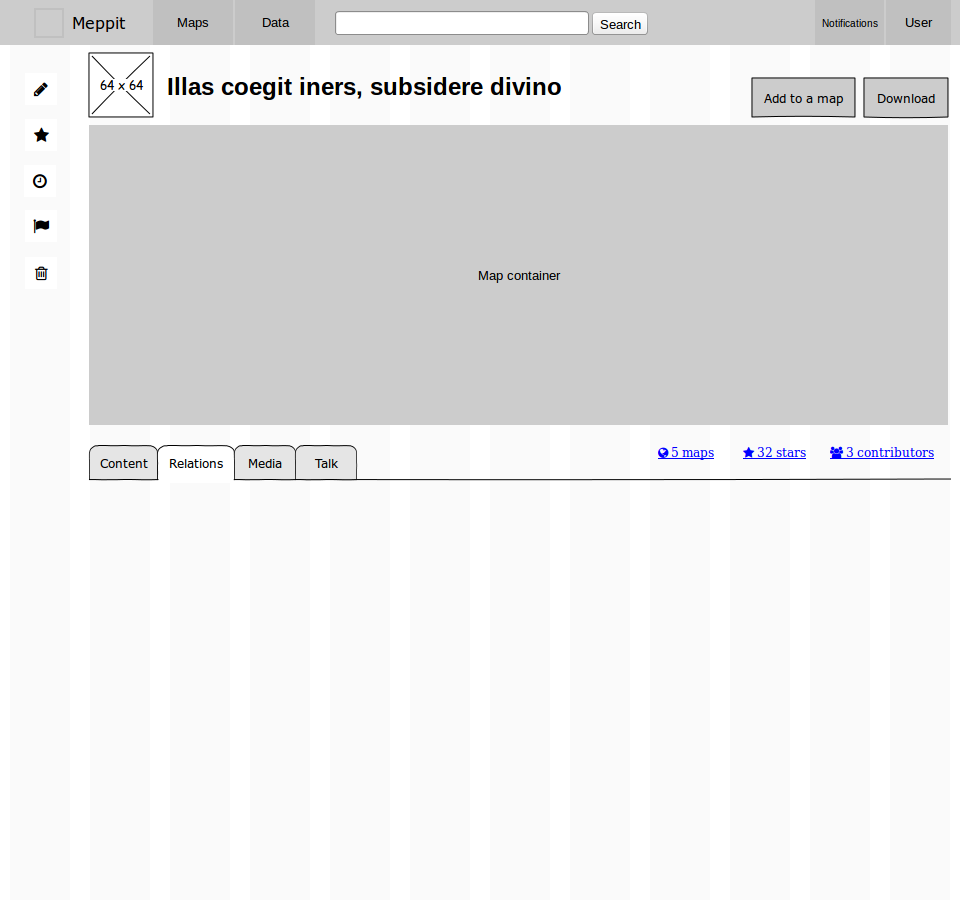 Meppit Maps Data Search Notifications User
64 x 64
Illas coegit iners, subsidere divino
Add to a map Download
Map container
5 maps 32 stars 3 contributors
Content Relations Media Talk